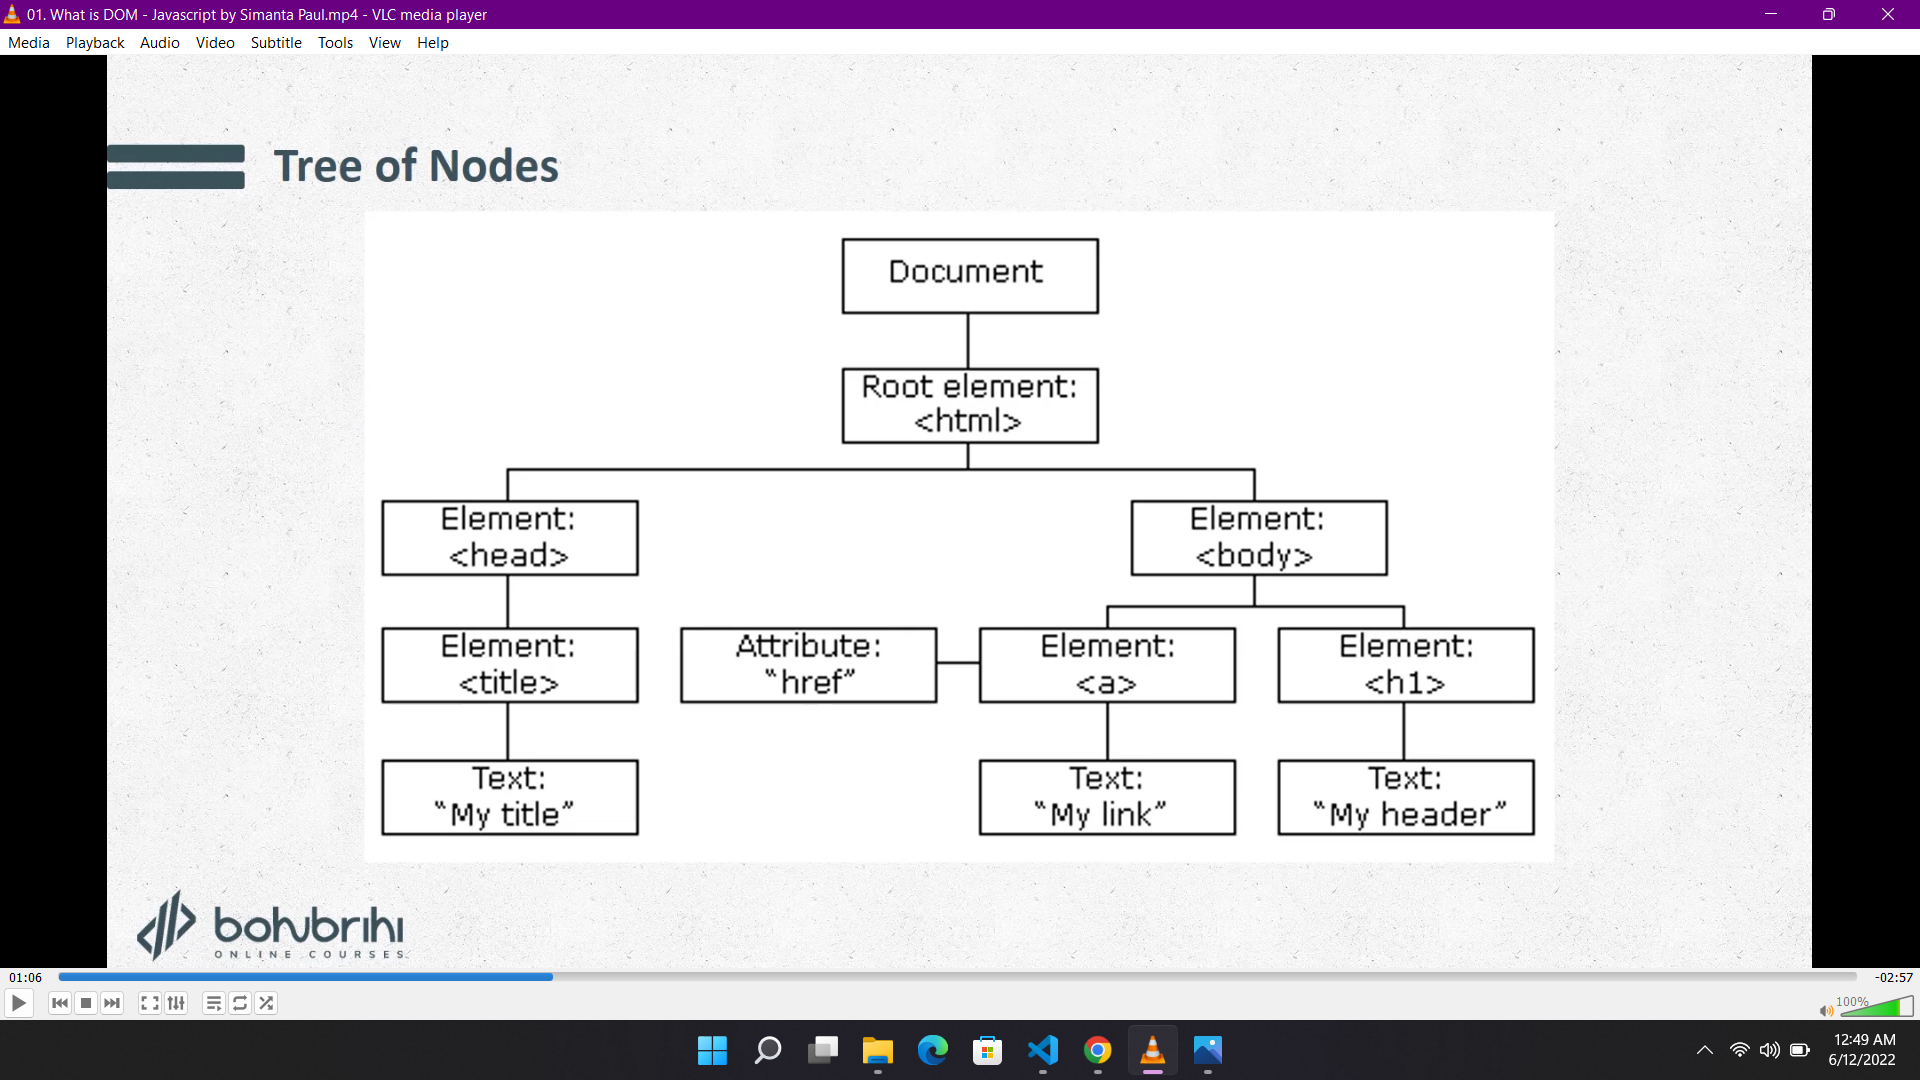 01. What is DOM - Javascript by Simanta Paul.mp4 - VLC media player
Media Playback Audio Video Subtitle Tools View Help
Tree of Nodes
Document
Root element:
<html>
Element:
<head>
Element:
<body>
Element:
<title>
Attribute:
“href”
Element:
<a>
Element:
<h1>
Text:
“My title”
Text:
“My link”
Text:
“My header”
bohubrihi
ONLINE COURSES
01:06
-02:57
100%
12:49 AM
6/12/2022